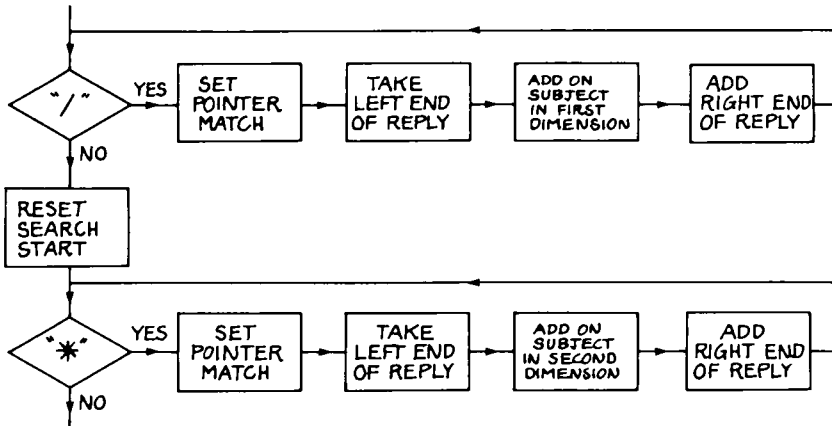 "/"
YES
SET
POINTER
MATCH
TAKE
LEFT END
OF REPLY
ADD ON
SUBJECT
IN FIRST
DIMENSION
ADD
RIGHT END
OF REPLY
NO
RESET
SEARCH
START
"*"
YES
SET
POINTER
MATCH
TAKE
LEFT END
OF REPLY
ADD ON
SUBJECT
IN SECOND
DIMENSION
ADD
RIGHT END
OF REPLY
NO